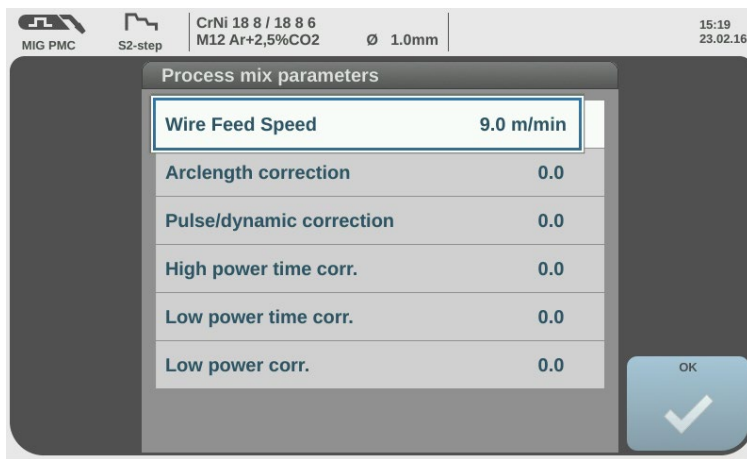 MIG PMC
S2-step
CrNi 18 8 / 18 8 6
M12 Ar+2,5%CO2 Ø 1.0mm
15:19
23.02.16
Process mix parameters
Wire Feed Speed 9.0 m/min
Arclength correction 0.0
Pulse/dynamic correction 0.0
High power time corr. 0.0
Low power time corr. 0.0
Low power corr. 0.0
OK